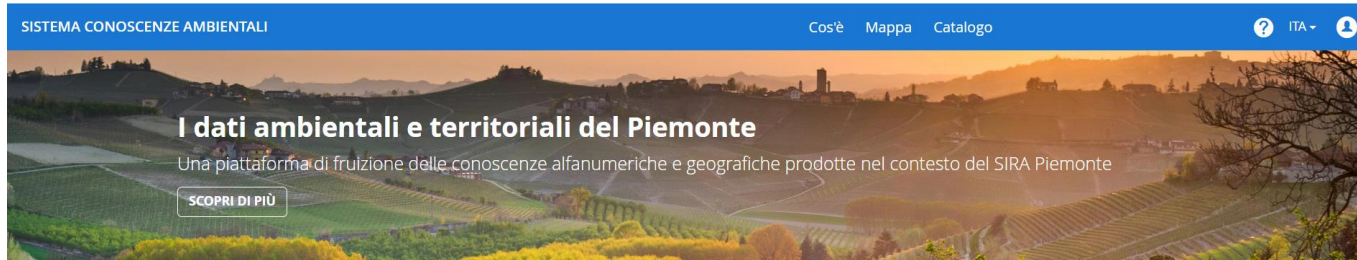 SISTEMA CONOSCENZE AMBIENTALI
Cos'è Mappa Catalogo
? ITA
I dati ambientali e territoriali del Piemonte
Una piattaforma di fruizione delle conoscenze alfanumeriche e geografiche prodotte nel contesto del SIRA Piemonte
SCOPRI DI PIÙ